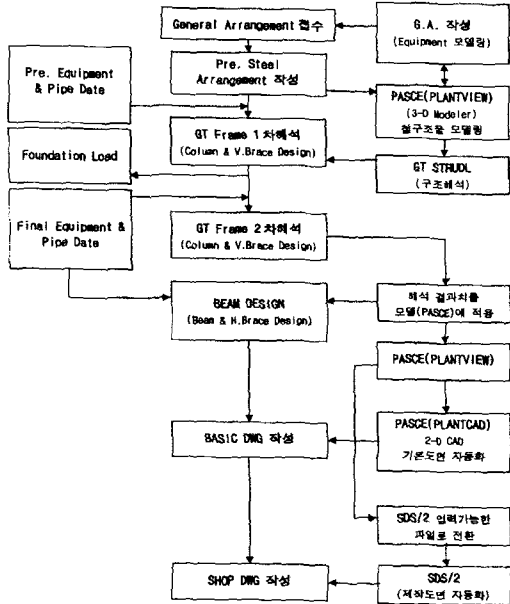 General Arrangement 접수
G.A. 작성
(Equipment 모델링)
Pre. Equipment
& Pipe Date
Pre. Steel
Arrangement 작성
PASCE(PLANTVIEW)
(3-D Modeler)
철구조물 모델링
GT Frame 1차해석
(Column & V.Brace Design)
Foundation Load
GT STRUDL
(구조해석)
Final Equipment &
Pipe Date
GT Frame 2차해석
(Column & V.Brace Design)
BEAM DESIGN
(Beam & H.Brace Design)
해석 결과치를
모델(PASCE)에 적용
PASCE(PLANTVIEW)
BASIC DWG 작성
PASCE(PLANTCAD)
2-D CAD
기본도면 자동화
SDS/2 입력가능한
파일로 전환
SHOP DWG 작성
SDS/2
(제작도면 자동화)